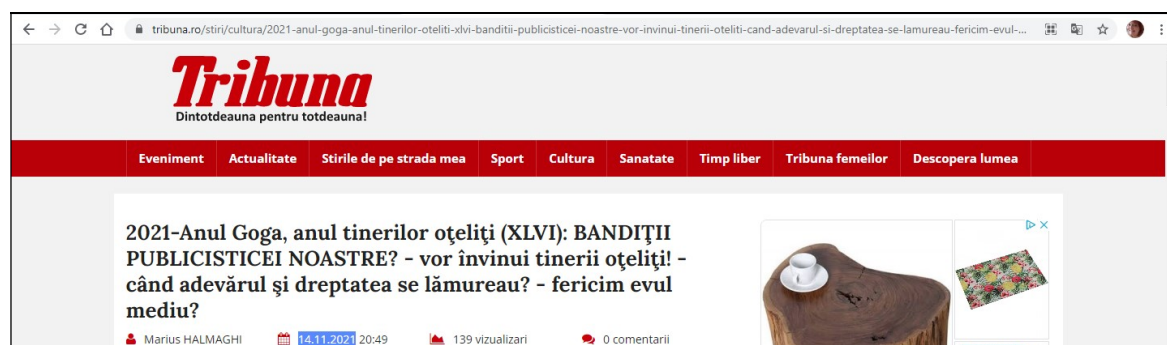 tribuna.ro/stiri/cultura/2021-anul-goga-anul-tinerilor-oteliti-xlvi-banditii-publicisticei-noastre-vor-invinui-tinerii-oteliti-cand-adevarul-si-dreptatea-se-lamureau-fericim-evul-...
Tribuna
Dintotdeauna pentru totdeauna!
Eveniment Actualitate Stirile de pe strada mea Sport Cultura Sanatate Timp liber Tribuna femeilor Descopera lumea
2021-Anul Goga, anul tinerilor oţeliţi (XLVI): BANDIŢII
PUBLICISTICEI NOASTRE? - vor învinui tinerii oţeliţi! -
când adevărul şi dreptatea se lămureau? - fericim evul
mediu?
Marius HALMAGHI 14.11.2021 20:49 139 vizualizari 0 comentarii